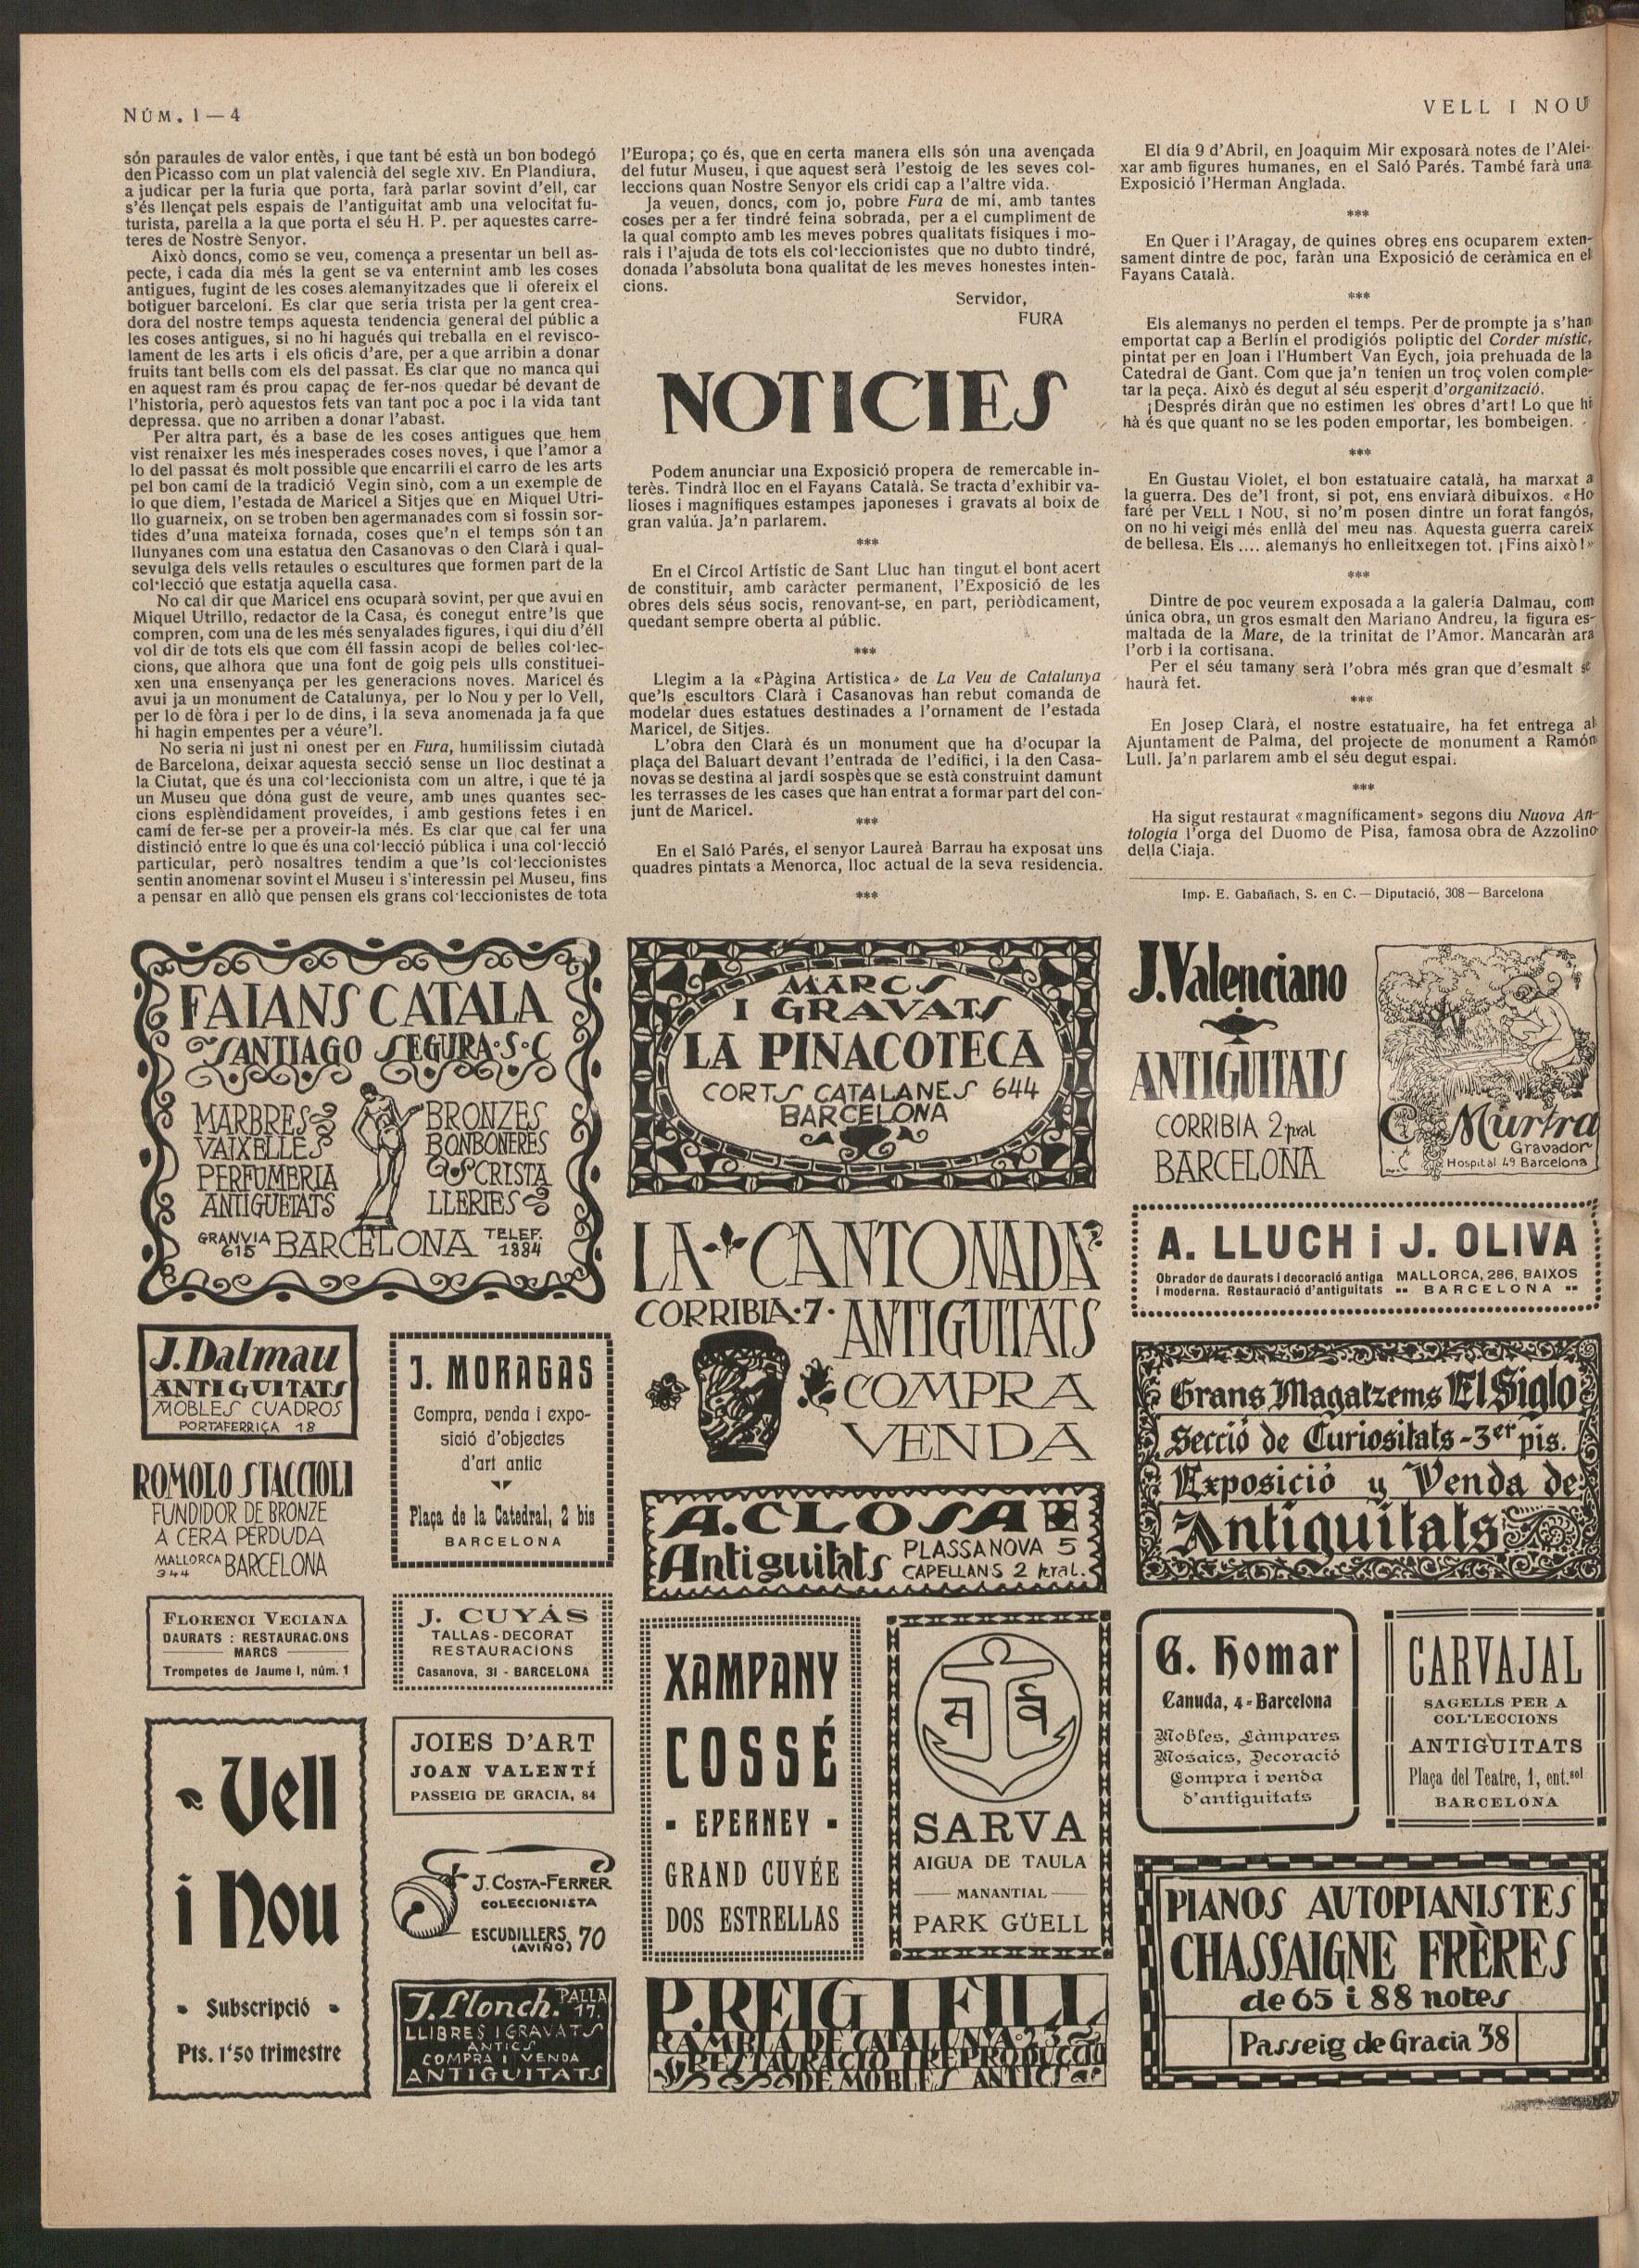 NÚM. 1 — 4
VELL I NOU
són paraules de valor entès, i que tant bé està un bon bodegó
den Picasso com un plat valencià del segle XIV. En Plandiura,
a judicar per la furia que porta, farà parlar sovint d'ell, car
s'és llençat pels espais de l'antiguitat amb una velocitat fu-
turista, parella a la que porta el séu H. P. per aquestes carre-
teres de Nostre Senyor.
Això doncs, como se veu, comença a presentar un bell as-
pecte, i cada dia més la gent se va enternint amb les coses
antigues, fugint de les coses alemanyitzades que li ofereix el
botiguer barceloní. Es clar que seria trista per la gent crea-
dora del nostre temps aquesta tendencia general del públic a
les coses antigues, si no hi hagués qui treballa en el revisco-
lament de les arts i els oficis d'are, per a que arribin a donar
fruits tant bells com els del passat. Es clar que no manca qui
en aquest ram és prou capaç de fer-nos quedar bé devant de
l'historia, però aquestos fets van tant poc a poc i la vida tant
depressa. que no arriben a donar l'abast.
Per altra part, és a base de les coses antigues que hem
vist renaixer les més inesperades coses noves, i que l'amor a
lo del passat és molt possible que encarrili el carro de les arts
pel bon camí de la tradició Vegin sinò, com a un exemple de
lo que diem, l'estada de Maricel a Sitjes que en Miquel Utri-
llo guarneix, on se troben ben agermanades com si fossin sor-
tides d'una mateixa fornada, coses que'n el temps són tan
llunyanes com una estatua den Casanovas o den Clarà i qual-
sevulga dels vells retaules o escultures que formen part de la
col·lecció que estatja aquella casa.
No cal dir que Maricel ens ocuparà sovint, per que avui en
Miquel Utrillo, redactor de la Casa, és conegut entre'ls que
compren, com una de les més senyalades figures, i qui diu d'éll
vol dir de tots els que com éll fassin acopi de belles col·lec-
cions, que alhora que una font de goig pels ulls constituei-
xen una ensenyança per les generacions noves. Maricel és
avui ja un monument de Catalunya, per lo Nou y per lo Vell,
per lo de fòra i per lo de dins, i la seva anomenada ja fa que
hi hagin empentes per a véure'l.
No seria ni just ni onest per en Fura, humilíssim ciutadà
de Barcelona, deixar aquesta secció sense un lloc destinat a
la Ciutat, que és una col·leccionista com un altre, i que té ja
un Museu que dóna gust de veure, amb unes quantes sec-
cions esplèndidament proveídes, i amb gestions fetes i en
camí de fer-se per a proveir-la més. Es clar que cal fer una
distinció entre lo que és una col·lecció pública i una col·lecció
particular, però nosaltres tendim a que'ls col·leccionistes
sentin anomenar sovint el Museu i s'interessin pel Museu, fins
a pensar en allò que pensen els grans col·leccionistes de tota
l'Europa; ço és, que en certa manera ells són una avençada
del futur Museu, i que aquest serà l'estoig de les seves col-
leccions quan Nostre Senyor els cridi cap a l'altre vida.
Ja veuen, doncs, com jo, pobre Fura de mí, amb tantes
coses per a fer tindré feina sobrada, per a el cumpliment de
la qual compto amb les meves pobres qualitats físiques i mo-
rals i l'ajuda de tots els col·leccionistes que no dubto tindré,
donada l'absoluta bona qualitat de les meves honestes inten-
cions.
Servidor,
FURA
NOTICIES
Podem anunciar una Exposició propera de remercable in-
terès. Tindrà lloc en el Fayans Català. Se tracta d'exhibir va-
lioses i magnífiques estampes japoneses i gravats al boix de
gran valúa. Ja'n parlarem.
***
En el Círcol Artístic de Sant Lluc han tingut el bont acert
de constituir, amb caràcter permanent, l'Exposició de les
obres dels séus socis, renovant-se, en part, periòdicament,
quedant sempre oberta al públic.
***
Llegim a la «Pàgina Artistica» de La Veu de Catalunya
que'ls escultors Clarà i Casanovas han rebut comanda de
modelar dues estatues destinades a l'ornament de l'estada
Maricel, de Sitjes.
L'obra den Clarà és un monument que ha d'ocupar la
plaça del Baluart devant l'entrada de l'edifici, i la den Casa-
novas se destina al jardí sospès que se està construint damunt
les terrasses de les cases que han entrat a formar part del con-
junt de Maricel.
***
En el Saló Parés, el senyor Laureà Barrau ha exposat uns
quadres pintats a Menorca, lloc actual de la seva residencia.
***
El día 9 d'Abril, en Joaquim Mir exposarà notes de l'Alei-
xar amb figures humanes, en el Saló Parés. També farà una
Exposició l'Herman Anglada.
***
En Quer i l'Aragay, de quines obres ens ocuparem exten-
sament dintre de poc, faràn una Exposició de ceràmica en el
Fayans Català.
***
Els alemanys no perden el temps. Per de prompte ja s'han
emportat cap a Berlín el prodigiós políptic del Corder místic,
pintat per en Joan i l'Humbert Van Eych, joia prehuada de la
Catedral de Gant. Com que ja'n tenien un troç volen comple-
tar la peça. Això és degut al séu esperit d'organització.
¡Després diràn que no estimen les obres d'art! Lo que hi
hà és que quant no se les poden emportar, les bombeigen.
***
En Gustau Violet, el bon estatuaire català, ha marxat a
la guerra. Des de'l front, si pot, ens enviarà dibuixos. «Ho
faré per VELL I NOU, si no'm posen dintre un forat fangós,
on no hi veigi més enllà del meu nas. Aquesta guerra careix
de bellesa. Els .... alemanys ho enlleitxegen tot. ¡Fins això!»
***
Dintre de poc veurem exposada a la galería Dalmau, com
única obra, un gros esmalt den Mariano Andreu, la figura es-
maltada de la Mare, de la trinitat de l'Amor. Mancaràn ara
l'orb i la cortisana.
Per el séu tamany serà l'obra més gran que d'esmalt se
haurà fet.
***
En Josep Clarà, el nostre estatuaire, ha fet entrega al
Ajuntament de Palma, del projecte de monument a Ramón
Lull. Ja'n parlarem amb el séu degut espai.
***
Ha sigut restaurat «magníficament» segons diu Nuova An-
tologia l'orga del Duomo de Pisa, famosa obra de Azzolino
della Ciaja.
Imp. E. Gabañach, S. en C. — Diputació, 308 — Barcelona
FAIANS CATALA
SANTIAGO SEGURA·S·C
MARBRES
VAIXELLES
PERFUMERIA
ANTIGUETATS
BRONZES
BONBONERES
CRISTA
LLERIES
GRANVIA 615 BARCELONA TELEF. 1884
MARCS
I GRAVATS
LA PINACOTECA
CORTS CATALANES 644
BARCELONA
J. Valenciano
ANTIGUITATS
CORRIBIA 2 pral
BARCELONA
C. Murtra
Gravador
Hospital 49 Barcelona
LA CANTONADA
CORRIBIA·7·
ANTIGUITATS
COMPRA
VENDA
A. LLUCH i J. OLIVA
Obrador de daurats i decoració antiga
i moderna. Restauració d'antiguitats
MALLORCA, 286, BAIXOS
BARCELONA
J. Dalmau
ANTIGUITATS
MOBLES CUADROS
PORTAFERRIÇA 18
J. MORAGAS
Compra, venda i expo-
sició d'objectes
d'art antic
Plaça de la Catedral, 2 bis
BARCELONA
Grans Magatzems El Siglo
Secció de Curiositats - 3er pis.
Exposició y Venda de
Antiguitats
ROMOLO STACCIOLI
FUNDIDOR DE BRONZE
A CERA PERDUDA
MALLORCA 344 BARCELONA
A. CLOSA
Antiguitats
PLASSA NOVA 5
CAPELLANS 2 pral.
FLORENCI VECIANA
DAURATS : RESTAURAC.ONS
MARCS
Trompetes de Jaume I, núm. 1
J. CUYÁS
TALLAS - DECORAT
RESTAURACIONS
Casanova, 31 - BARCELONA
XAMPANY
COSSÉ
- EPERNEY -
GRAND CUVÉE
DOS ESTRELLAS
SARVA
AIGUA DE TAULA
MANANTIAL
PARK GÜELL
G. Homar
Canuda, 4 - Barcelona
Mobles, Làmpares
Mosaics, Decoració
Compra i venda
d'antiguitats
CARVAJAL
SAGELLS PER A
COL·LECCIONS
ANTIGUITATS
Plaça del Teatre, 1, ent.sol
BARCELONA
Vell
i Nou
- Subscripció -
Pts. 1'50 trimestre
JOIES D'ART
JOAN VALENTÍ
PASSEIG DE GRACIA, 84
J. COSTA-FERRER
COLECCIONISTA
ESCUDILLERS, 70
(AVIÑO)
J. Llonch. PALLA 17.
LLIBRES I GRAVATS
ANTICS
COMPRA I VENDA
ANTIGUITATS
P. REIG I FILL
RAMBLA DE CATALUNYA·23
RESTAURACIO I REPRODUCCIO
DE MOBLES ANTICS
PIANOS AUTOPIANISTES
CHASSAIGNE FRÈRES
de 65 i 88 notes
Passeig de Gracia 38